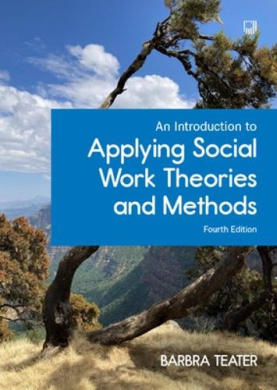 An Introduction to
Applying Social
Work Theories
and Methods
Fourth Edition
BARBRA TEATER